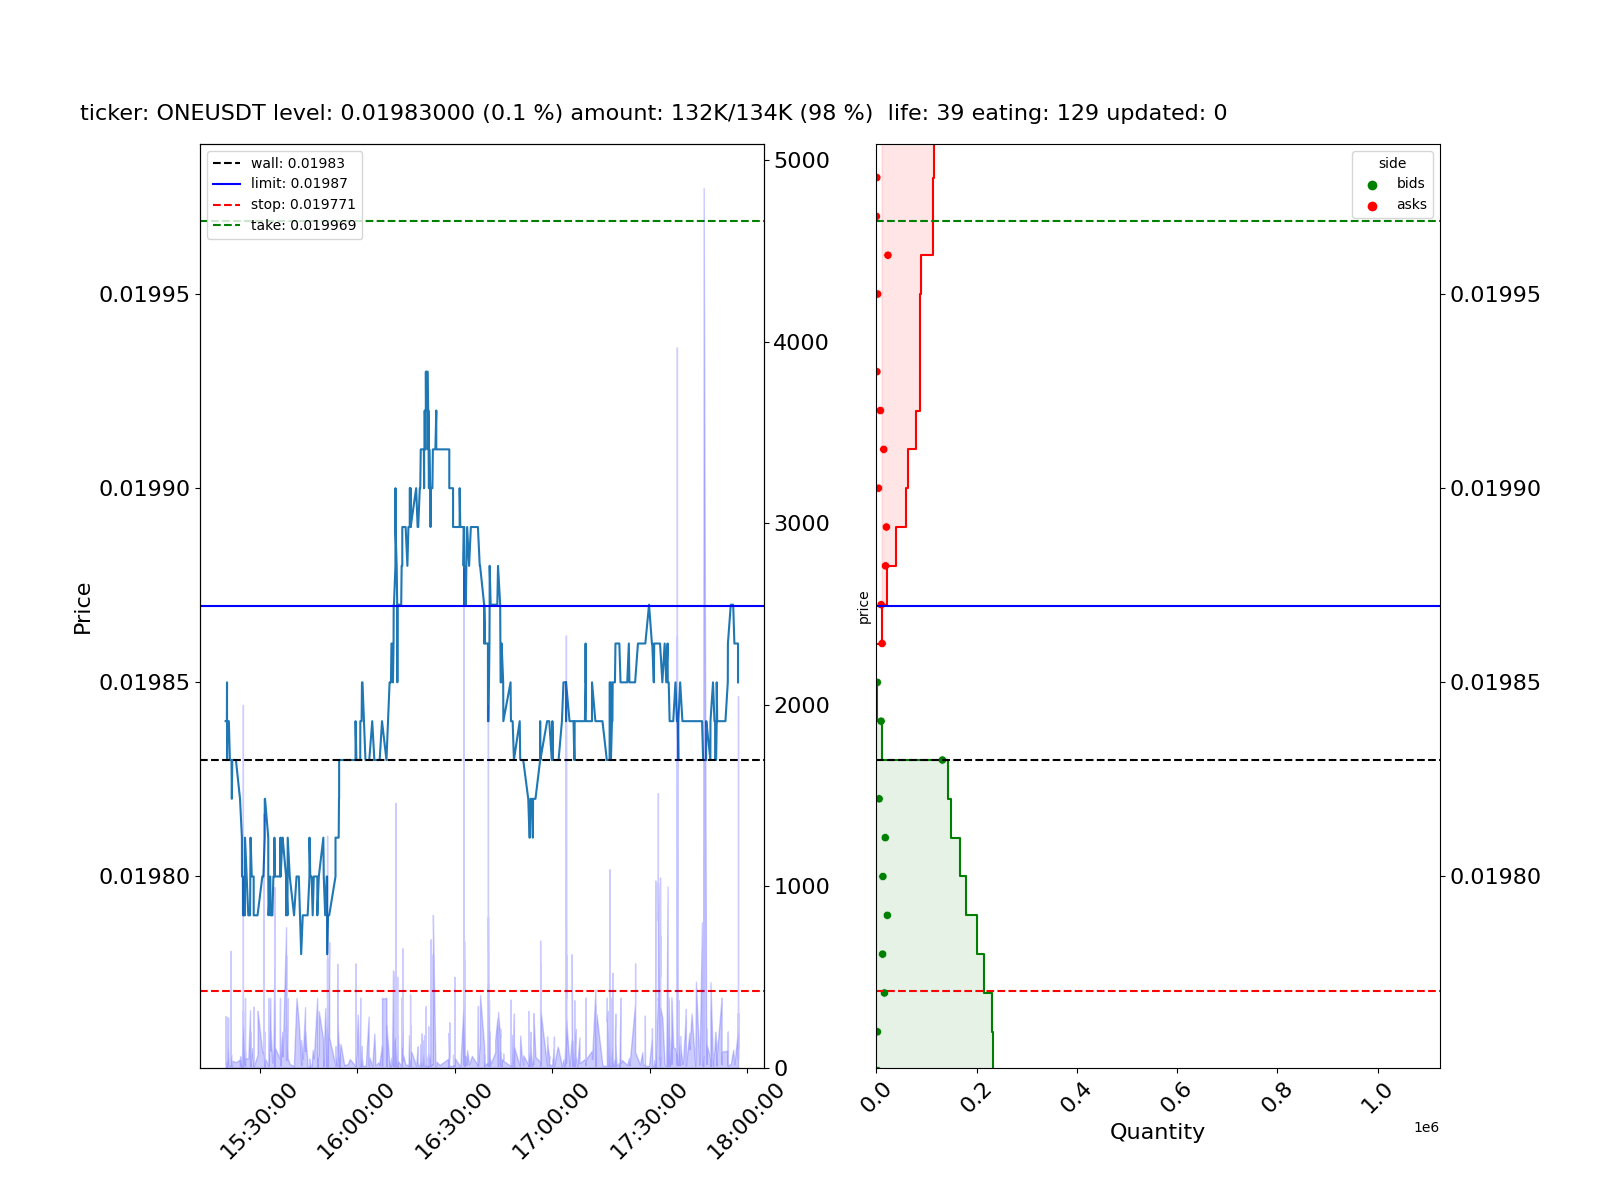 ticker: ONEUSDT level: 0.01983000 (0.1 %) amount: 132K/134K (98 %)  life: 39 eating: 129 updated: 0
wall: 0.01983
limit: 0.01987
stop: 0.019771
take: 0.019969
Price
0.01995
0.01990
0.01985
0.01980
5000
4000
3000
2000
1000
0
15:30:00
16:00:00
16:30:00
17:00:00
17:30:00
18:00:00
side
bids
asks
price
0.01995
0.01990
0.01985
0.01980
0.0
0.2
0.4
0.6
0.8
1.0
1e6
Quantity